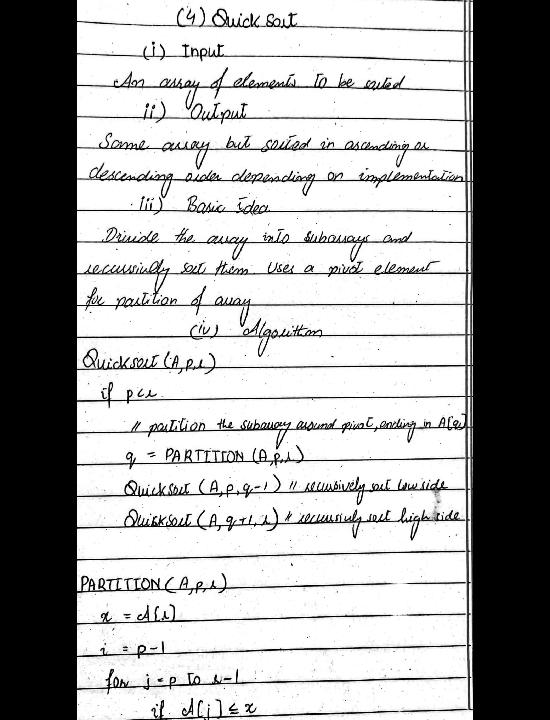 (4) Quick sort
(i) Input
An array of elements to be sorted
ii) Output
Same array but sorted in ascending or
descending order depending on implementation
iii) Basic Idea
Divide the array into subarrays and
recursively sort them Uses a pivot element
for partition of array
(iv) Algorithm
Quicksort (A,p,r)
if p<r
// partition the subarray around pivot, ending in A[q]
q = PARTITION (A,p,r)
Quicksort (A, p, q-1) // recursively sort low side
Quicksort (A, q+1, r) // recursively sort high side
PARTITION (A,p,r)
x = A[r]
i = p-1
for j = p to r-1
if A[j] ≤ x